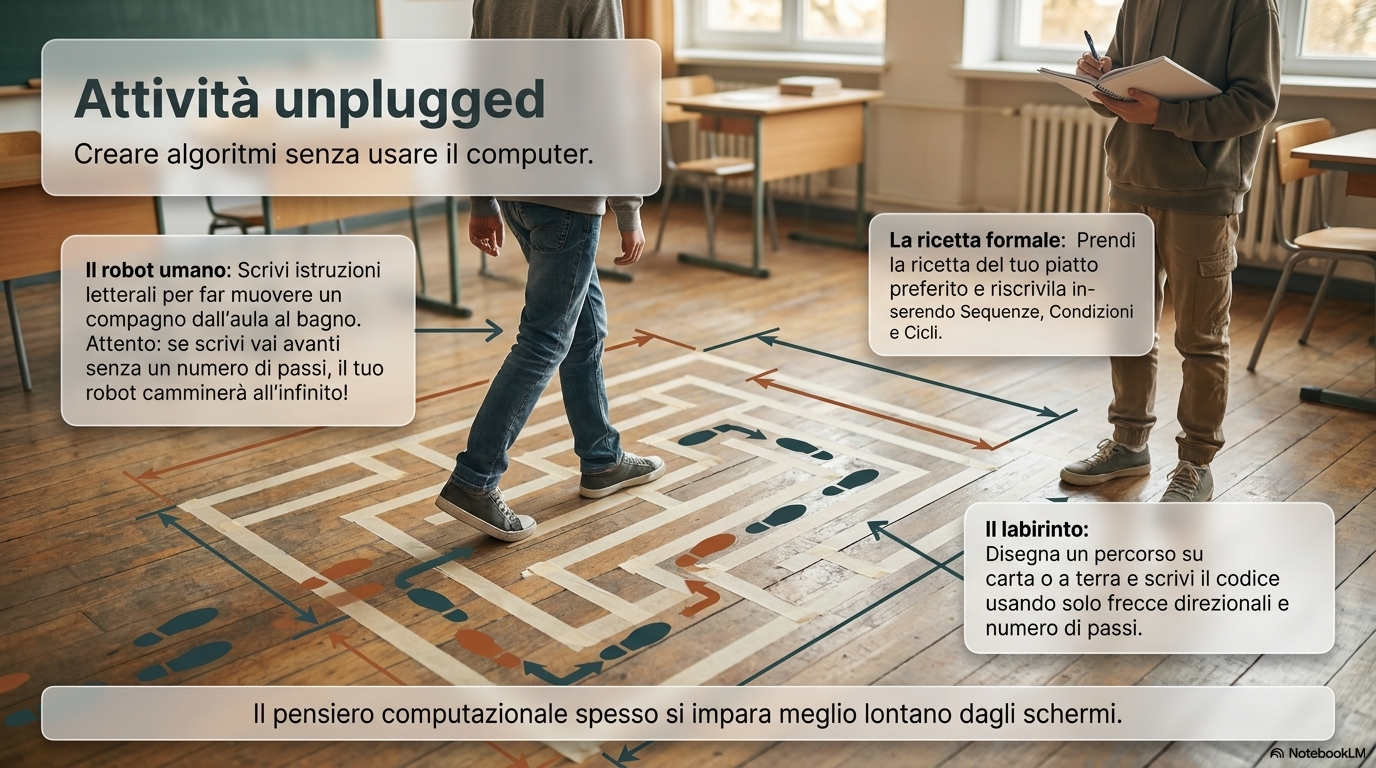 Attività unplugged
Creare algoritmi senza usare il computer.
Il robot umano: Scrivi istruzioni
letterali per far muovere un
compagno dall'aula al bagno.
Attento: se scrivi vai avanti
senza un numero di passi, il tuo
robot camminerà all'infinito!
La ricetta formale: Prendi
la ricetta del tuo piatto
preferito e riscrivila in-
serendo Sequenze, Condizioni
e Cicli.
Il labirinto:
Disegna un percorso su
carta o a terra e scrivi il codice
usando solo frecce direzionali e
numero di passi.
Il pensiero computazionale spesso si impara meglio lontano dagli schermi.
NotebookLM